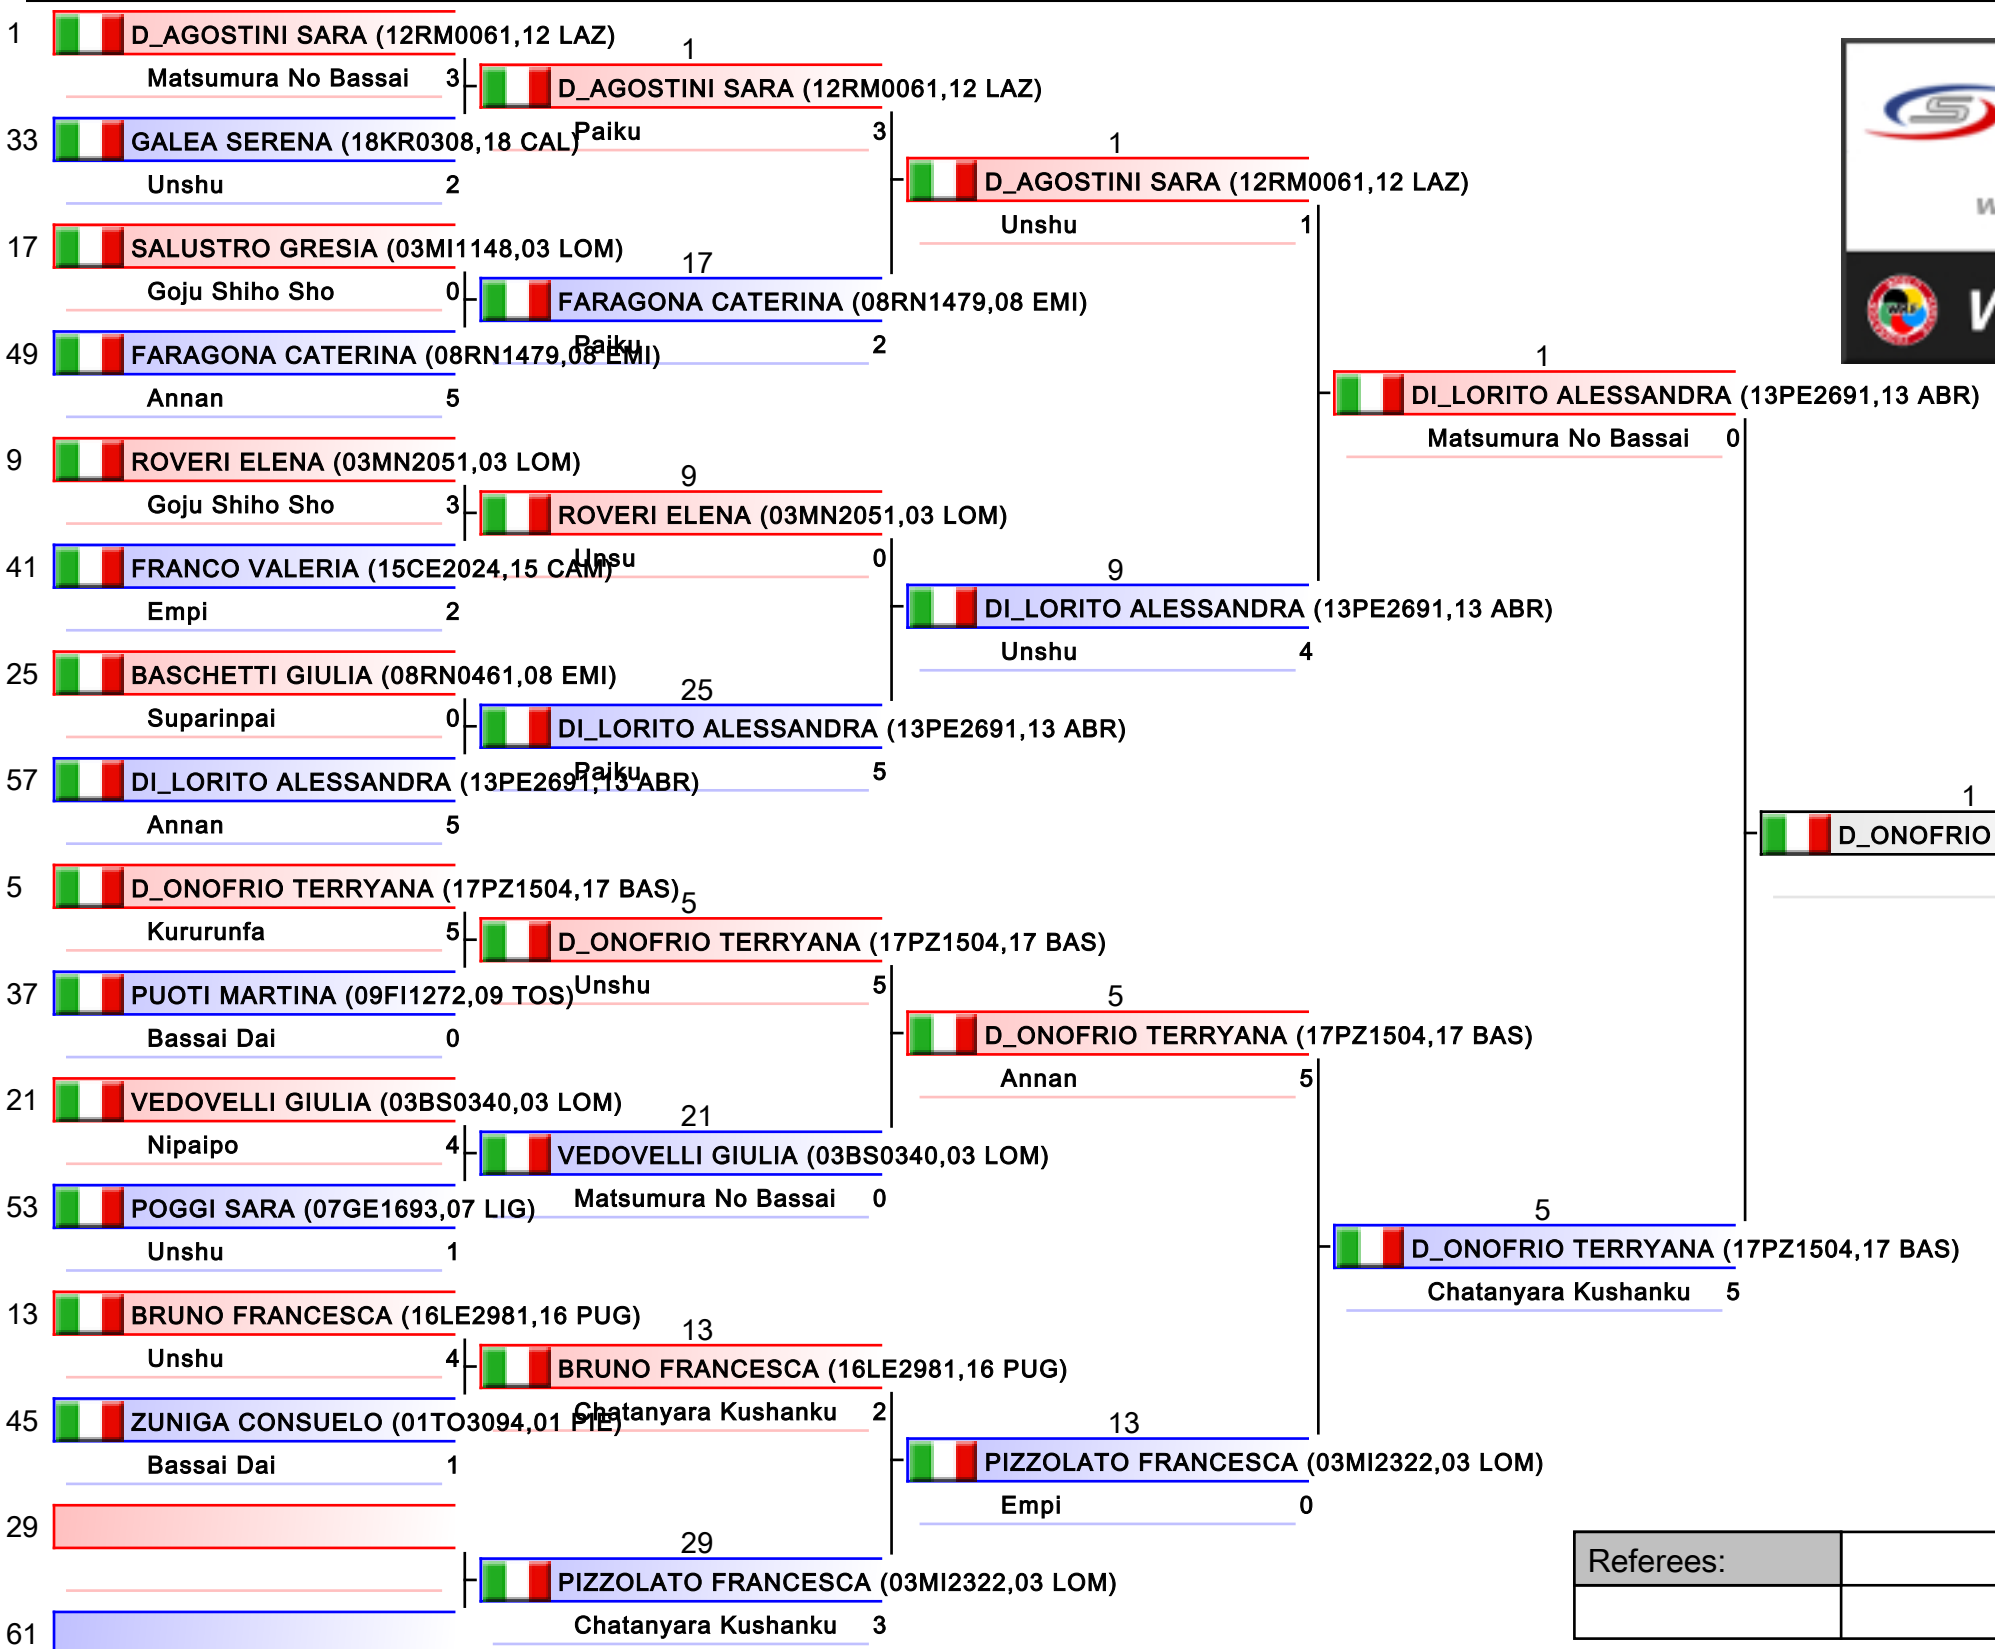 1 D_AGOSTINI SARA (12RM0061,12 LAZ)
Matsumura No Bassai 3
33 GALEA SERENA (18KR0308,18 CAL)
Unshu 2
17 SALUSTRO GRESIA (03MI1148,03 LOM)
Goju Shiho Sho 0
49 FARAGONA CATERINA (08RN1479,08 EMI)
Annan 5
9 ROVERI ELENA (03MN2051,03 LOM)
Goju Shiho Sho 3
41 FRANCO VALERIA (15CE2024,15 CAM)
Empi 2
25 BASCHETTI GIULIA (08RN0461,08 EMI)
Suparinpai 0
57 DI_LORITO ALESSANDRA (13PE2691,13 ABR)
Annan 5
5 D_ONOFRIO TERRYANA (17PZ1504,17 BAS)
Kururunfa 5
37 PUOTI MARTINA (09FI1272,09 TOS)
Bassai Dai 0
21 VEDOVELLI GIULIA (03BS0340,03 LOM)
Nipaipo 4
53 POGGI SARA (07GE1693,07 LIG)
Unshu 1
13 BRUNO FRANCESCA (16LE2981,16 PUG)
Unshu 4
45 ZUNIGA CONSUELO (01TO3094,01 PIE)
Bassai Dai 1
29
61
1
D_AGOSTINI SARA (12RM0061,12 LAZ)
Paiku 3
17
FARAGONA CATERINA (08RN1479,08 EMI)
Paiku 2
9
ROVERI ELENA (03MN2051,03 LOM)
Unsu 0
25
DI_LORITO ALESSANDRA (13PE2691,13 ABR)
Paiku 5
5
D_ONOFRIO TERRYANA (17PZ1504,17 BAS)
Unshu 5
21
VEDOVELLI GIULIA (03BS0340,03 LOM)
Matsumura No Bassai 0
13
BRUNO FRANCESCA (16LE2981,16 PUG)
Chatanyara Kushanku 2
29
PIZZOLATO FRANCESCA (03MI2322,03 LOM)
Chatanyara Kushanku 3
1
D_AGOSTINI SARA (12RM0061,12 LAZ)
Unshu 1
9
DI_LORITO ALESSANDRA (13PE2691,13 ABR)
Unshu 4
5
D_ONOFRIO TERRYANA (17PZ1504,17 BAS)
Annan 5
13
PIZZOLATO FRANCESCA (03MI2322,03 LOM)
Empi 0
1
DI_LORITO ALESSANDRA (13PE2691,13 ABR)
Matsumura No Bassai 0
5
D_ONOFRIO TERRYANA (17PZ1504,17 BAS)
Chatanyara Kushanku 5
1
D_ONOFRIO
S
WKF
Referees: